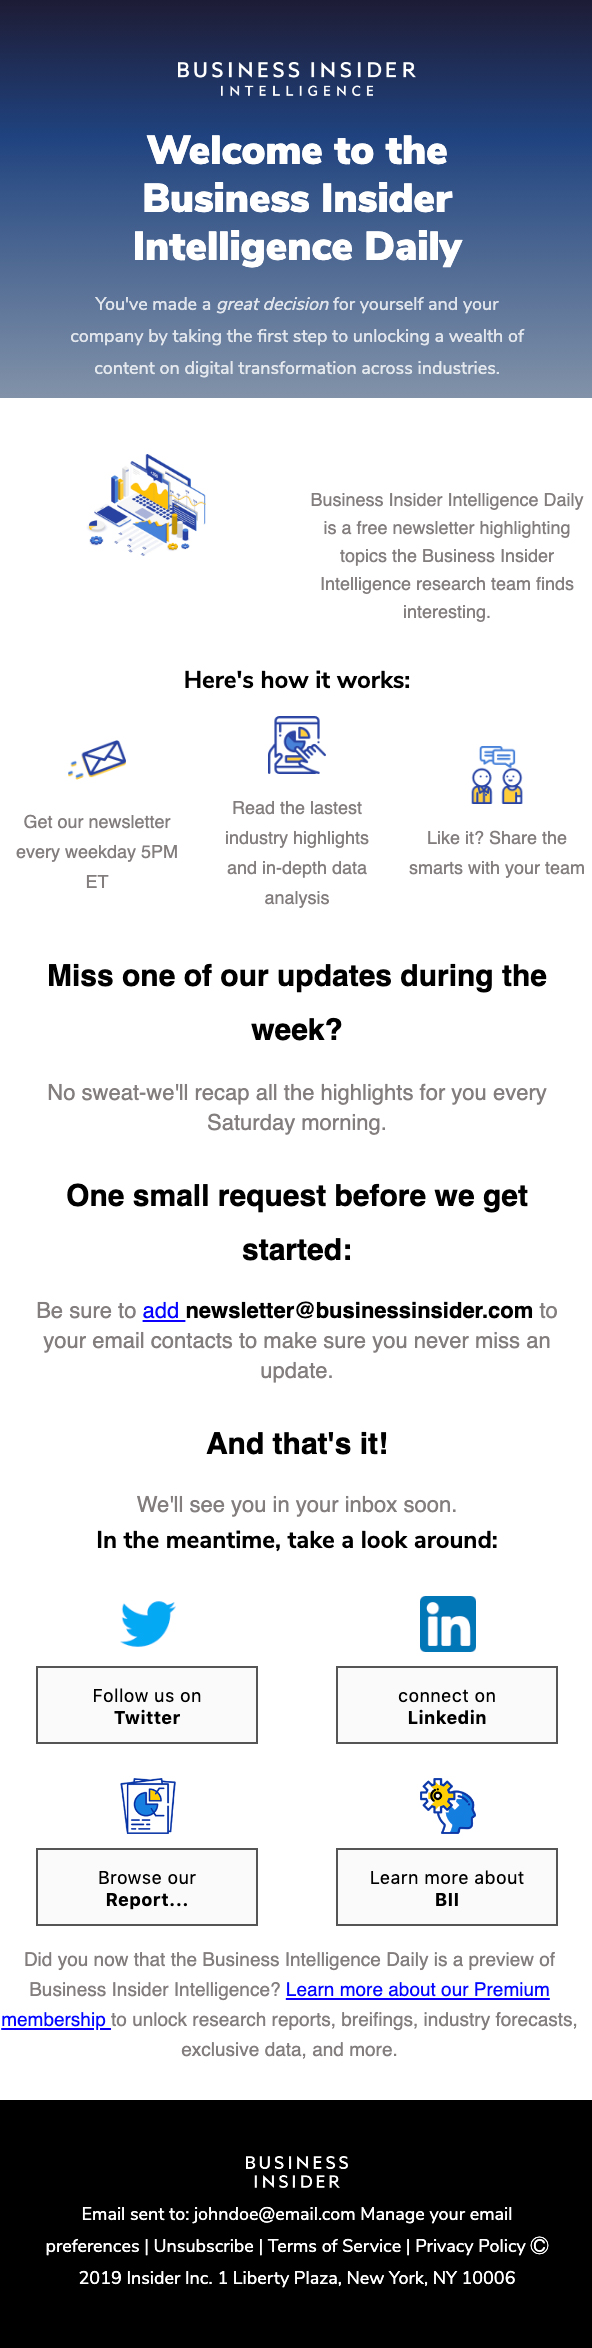 BUSINESS INSIDER
INTELLIGENCE
Welcome to the
Business Insider
Intelligence Daily
You've made a great decision for yourself and your
company by taking the first step to unlocking a wealth of
content on digital transformation across industries.
Business Insider Intelligence Daily
is a free newsletter highlighting
topics the Business Insider
Intelligence research team finds
interesting.
Here's how it works:
Get our newsletter
every weekday 5PM
ET
Read the lastest
industry highlights
and in-depth data
analysis
Like it? Share the
smarts with your team
Miss one of our updates during the
week?
No sweat-we'll recap all the highlights for you every
Saturday morning.
One small request before we get
started:
Be sure to add newsletter@businessinsider.com to
your email contacts to make sure you never miss an
update.
And that's it!
We'll see you in your inbox soon.
In the meantime, take a look around:
in
Follow us on
Twitter
connect on
Linkedin
Browse our
Report...
Learn more about
BII
Did you now that the Business Intelligence Daily is a preview of
Business Insider Intelligence? Learn more about our Premium
membership to unlock research reports, breifings, industry forecasts,
exclusive data, and more.
BUSINESS
INSIDER
Email sent to: johndoe@email.com Manage your email
preferences | Unsubscribe | Terms of Service | Privacy Policy ©
2019 Insider Inc. 1 Liberty Plaza, New York, NY 10006